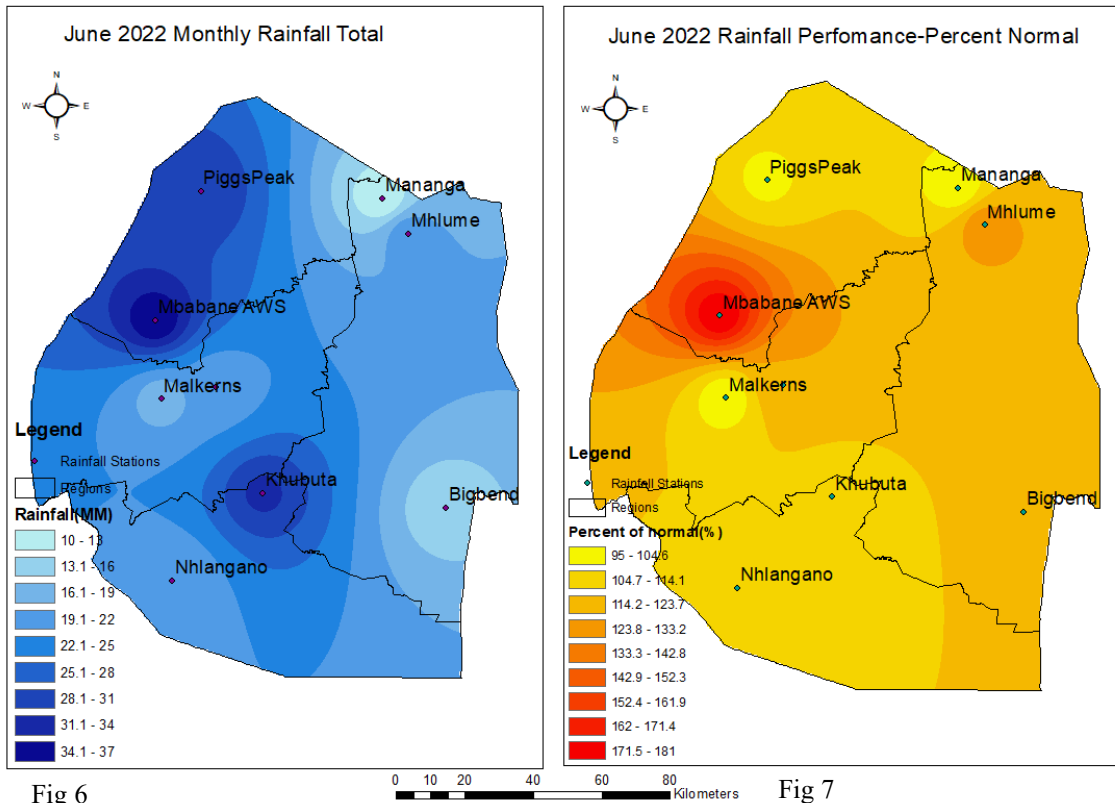 June 2022 Monthly Rainfall Total
N
W
E
S
PiggsPeak
Mananga
Mhlume
Mbabane AWS
Malkerns
Khubuta
Bigbend
Nhlangano
Legend
Rainfall Stations
Regions
Rainfall(MM)
10 - 13
13.1 - 16
16.1 - 19
19.1 - 22
22.1 - 25
25.1 - 28
28.1 - 31
31.1 - 34
34.1 - 37
Fig 6
June 2022 Rainfall Perfomance-Percent Normal
N
W
E
S
PiggsPeak
Mananga
Mhlume
Mbabane AWS
Malkerns
Khubuta
Bigbend
Nhlangano
Legend
Rainfall Stations
Regions
Percent of normal(%)
95 - 104.6
104.7 - 114.1
114.2 - 123.7
123.8 - 133.2
133.3 - 142.8
142.9 - 152.3
152.4 - 161.9
162 - 171.4
171.5 - 181
0 10 20 40 60 80
Kilometers
Fig 7